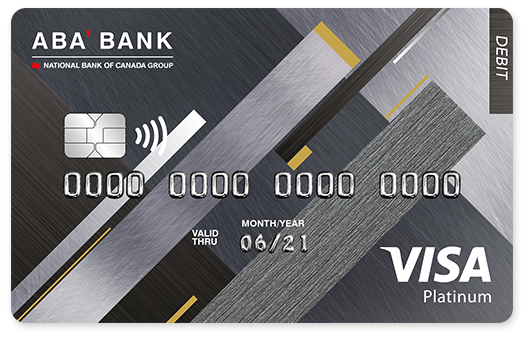 ABA' BANK
NATIONAL BANK OF CANADA GROUP
DEBIT
0000 0000 0000 0000
MONTH/YEAR
VALID THRU 06/21
VISA
Platinum